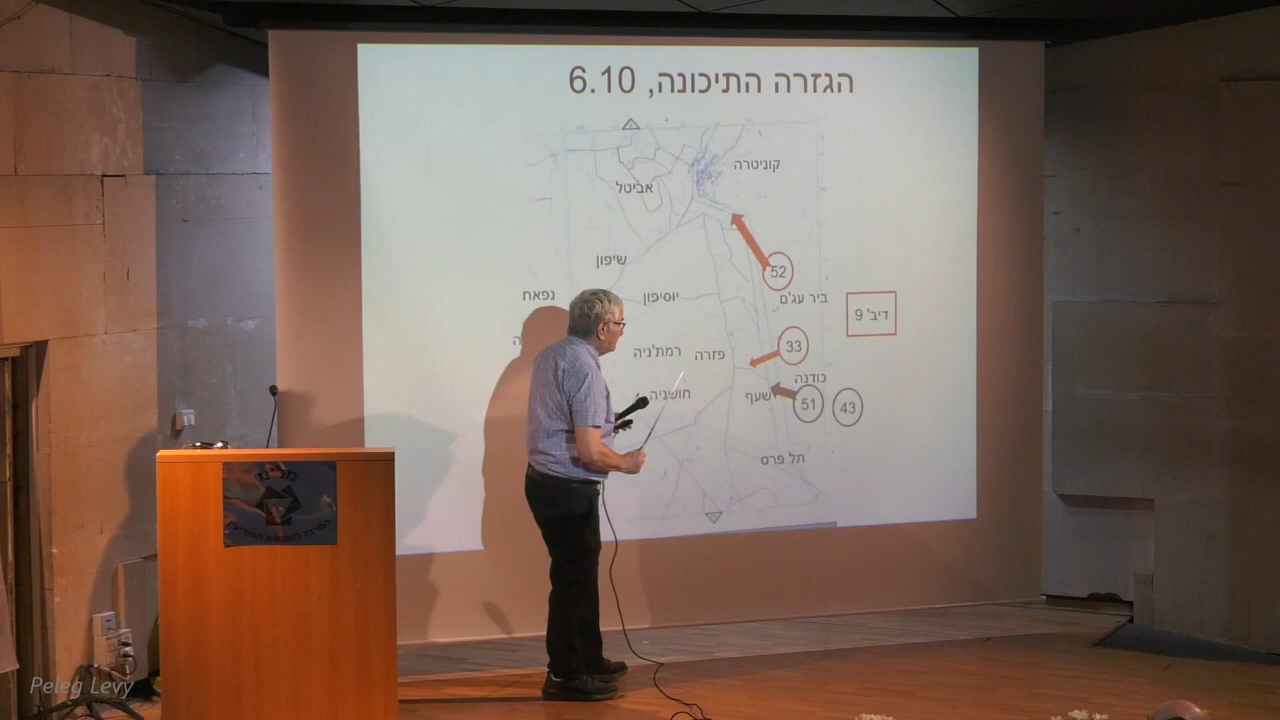 הגזרה התיכונה, 6.10
קוניטרה
אביטל
שיפון
52
נפאח
יוסיפון
ביר עג'ם
דיב' 9
33
רמת'ניה
פזרה
כודנה
חושניה
שעף
51
43
תל פרס
Peleg Levy